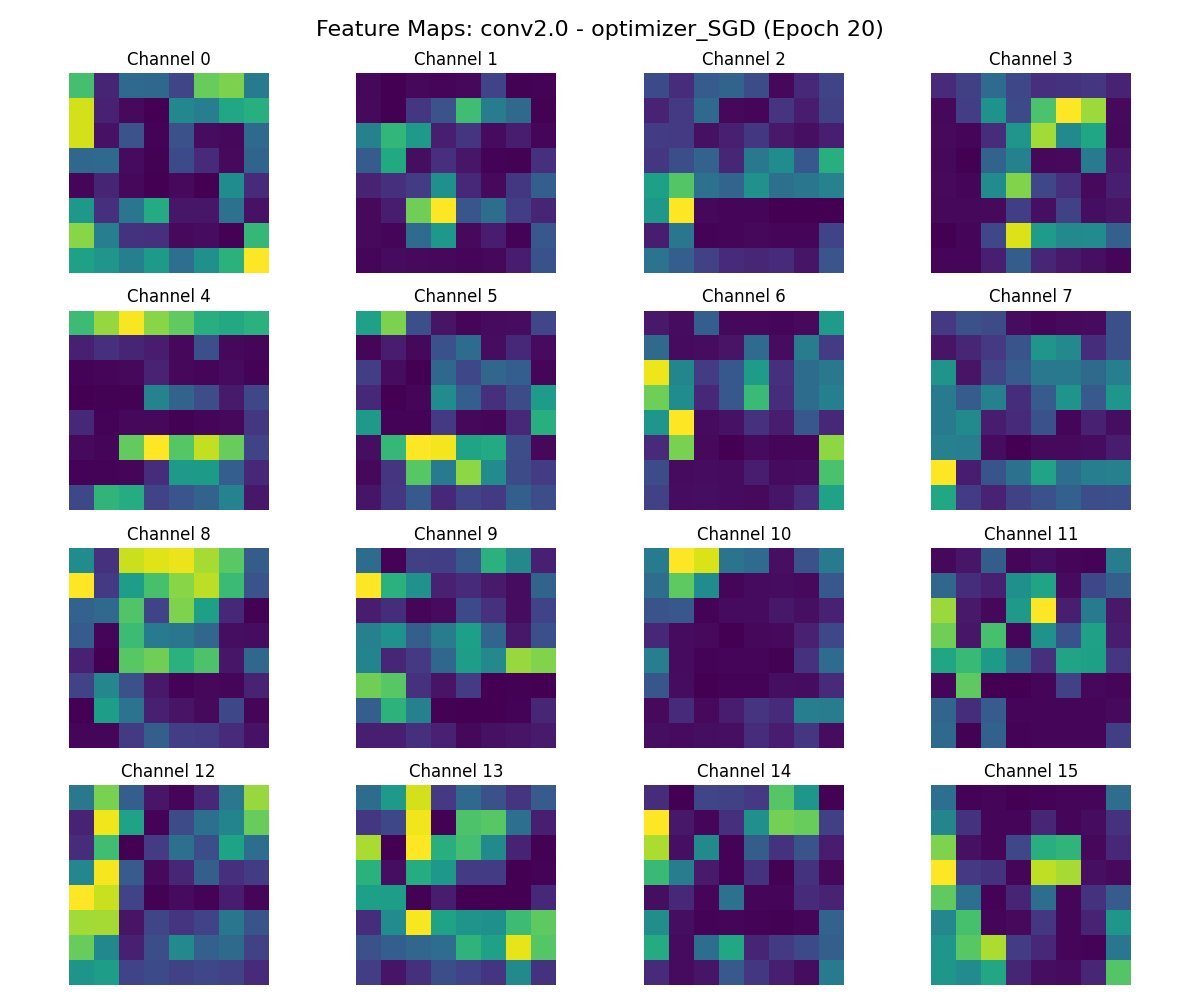 Feature Maps: conv2.0 - optimizer_SGD (Epoch 20)
Channel 0
Channel 1
Channel 2
Channel 3
Channel 4
Channel 5
Channel 6
Channel 7
Channel 8
Channel 9
Channel 10
Channel 11
Channel 12
Channel 13
Channel 14
Channel 15